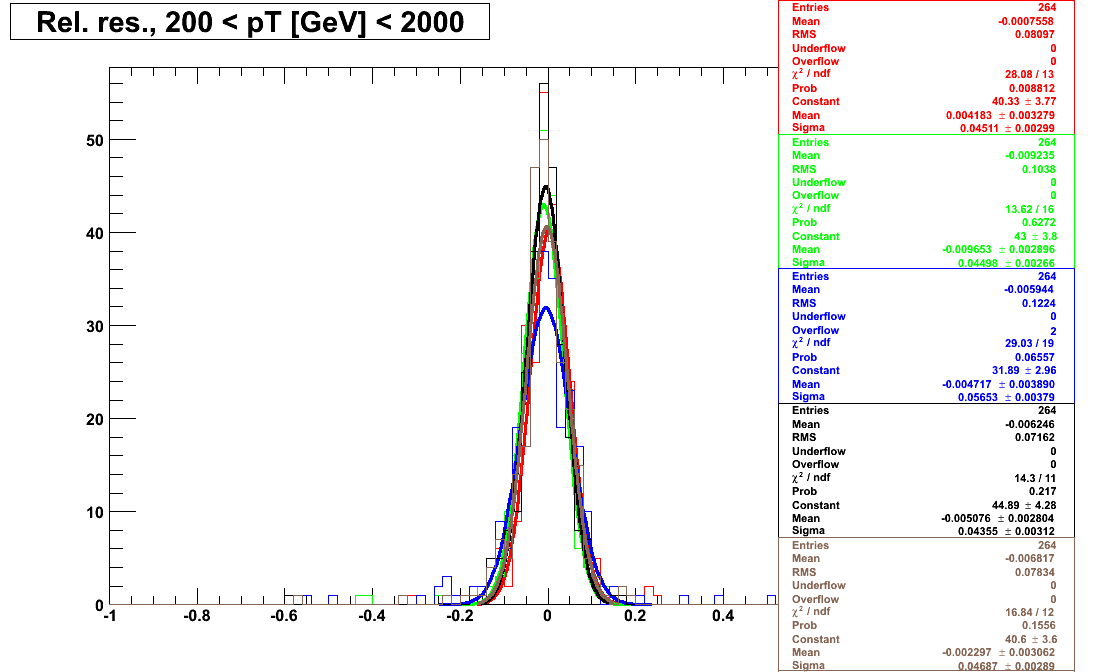 Rel. res., 200 < pT [GeV] < 2000
Entries 264
Mean -0.0007558
RMS 0.08097
Underflow 0
Overflow 0
χ² / ndf 28.08 / 13
Prob 0.008812
Constant 40.33 ± 3.77
Mean 0.004183 ± 0.003279
Sigma 0.04511 ± 0.00299
Entries 264
Mean -0.009235
RMS 0.1038
Underflow 0
Overflow 0
χ² / ndf 13.62 / 16
Prob 0.6272
Constant 43 ± 3.8
Mean -0.009653 ± 0.002896
Sigma 0.04498 ± 0.00266
Entries 264
Mean -0.005944
RMS 0.1224
Underflow 0
Overflow 2
χ² / ndf 29.03 / 19
Prob 0.06557
Constant 31.89 ± 2.96
Mean -0.004717 ± 0.003890
Sigma 0.05653 ± 0.00379
Entries 264
Mean -0.006246
RMS 0.07162
Underflow 0
Overflow 0
χ² / ndf 14.3 / 11
Prob 0.217
Constant 44.89 ± 4.28
Mean -0.005076 ± 0.002804
Sigma 0.04355 ± 0.00312
Entries 264
Mean -0.006817
RMS 0.07834
Underflow 0
Overflow 0
χ² / ndf 16.84 / 12
Prob 0.1556
Constant 40.6 ± 3.6
Mean -0.002297 ± 0.003062
Sigma 0.04687 ± 0.00289
50
40
30
20
10
0
-1 -0.8 -0.6 -0.4 -0.2 0 0.2 0.4